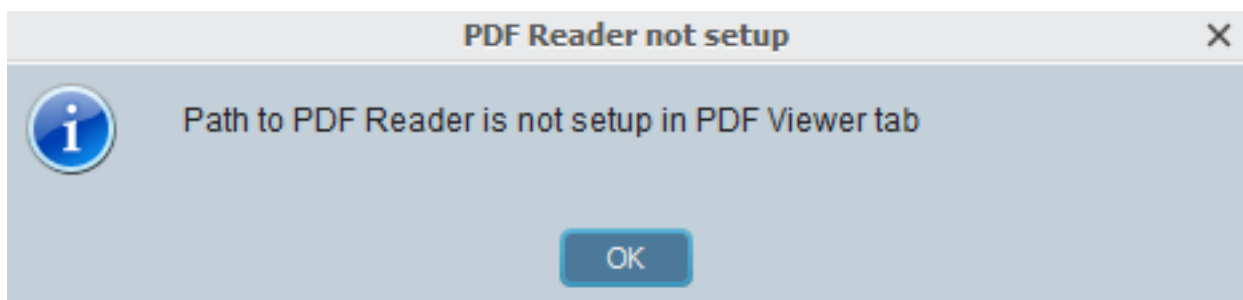 PDF Reader not setup
Path to PDF Reader is not setup in PDF Viewer tab
OK